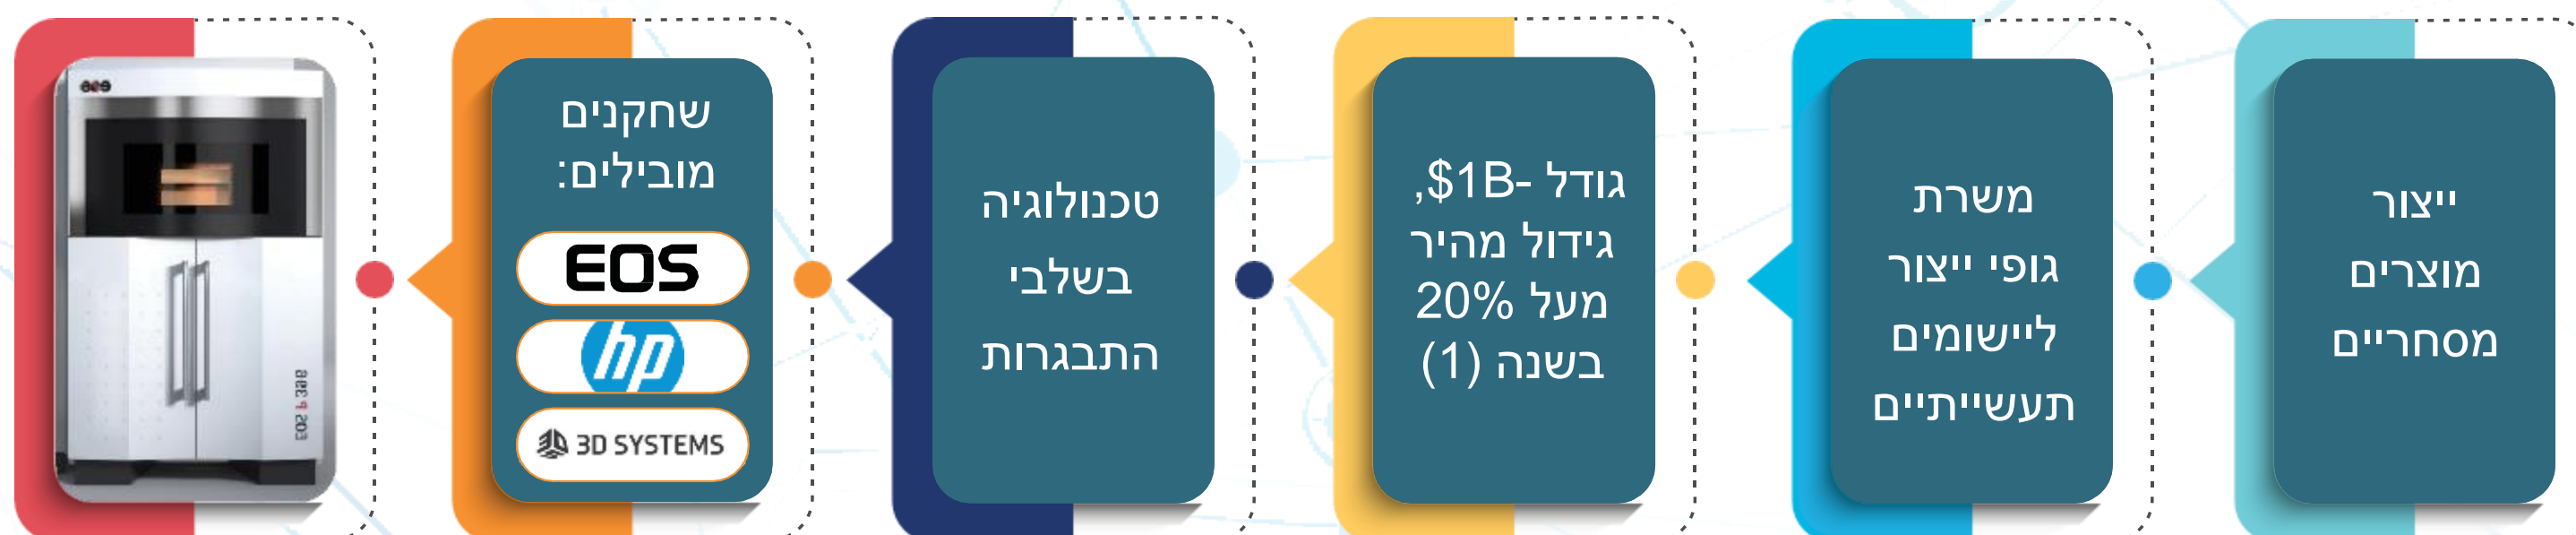 ייצור
מוצרים
מסחריים
משרת
גופי ייצור
ליישומים
תעשייתיים
גודל -$1B,
גידול מהיר
מעל 20%
בשנה (1)
טכנולוגיה
בשלבי
התבגרות
שחקנים
מובילים:
EOS
hp
3D SYSTEMS
eos